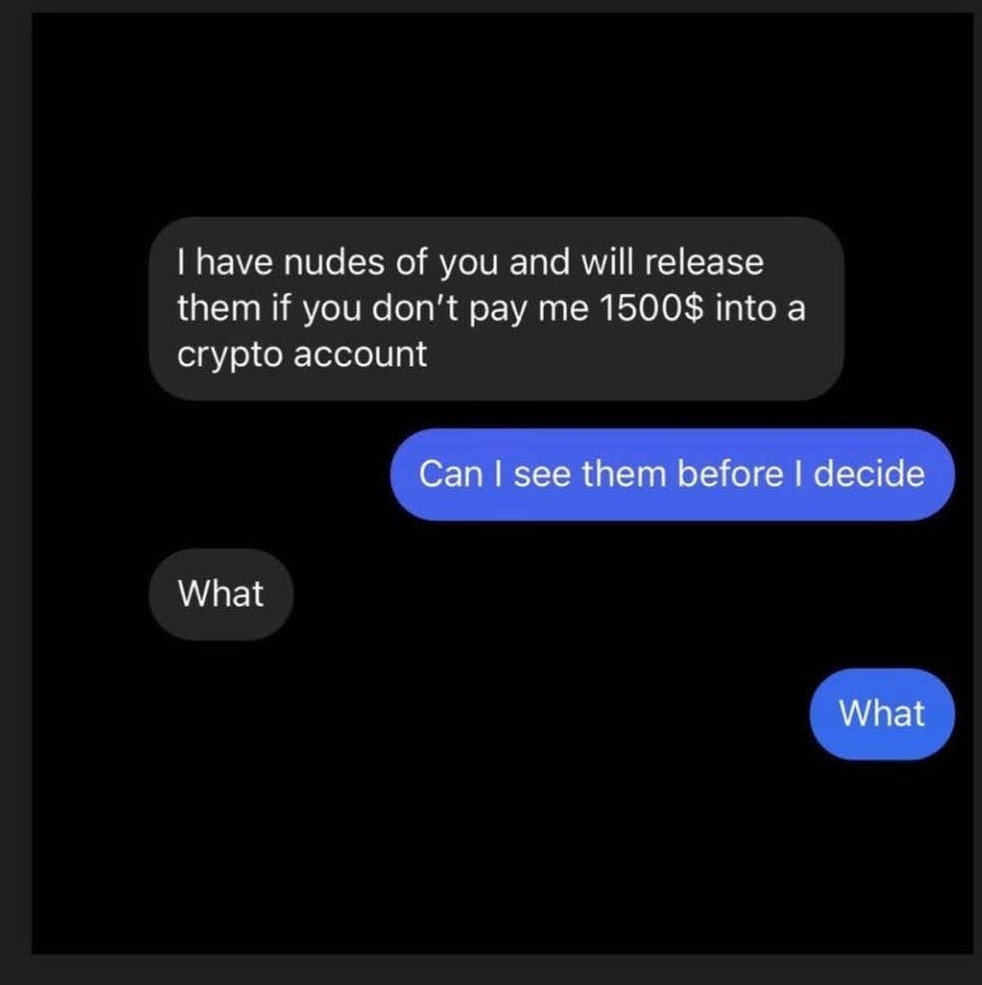 I have nudes of you and will release
them if you don’t pay me 1500$ into a
crypto account
Can I see them before I decide
What
What